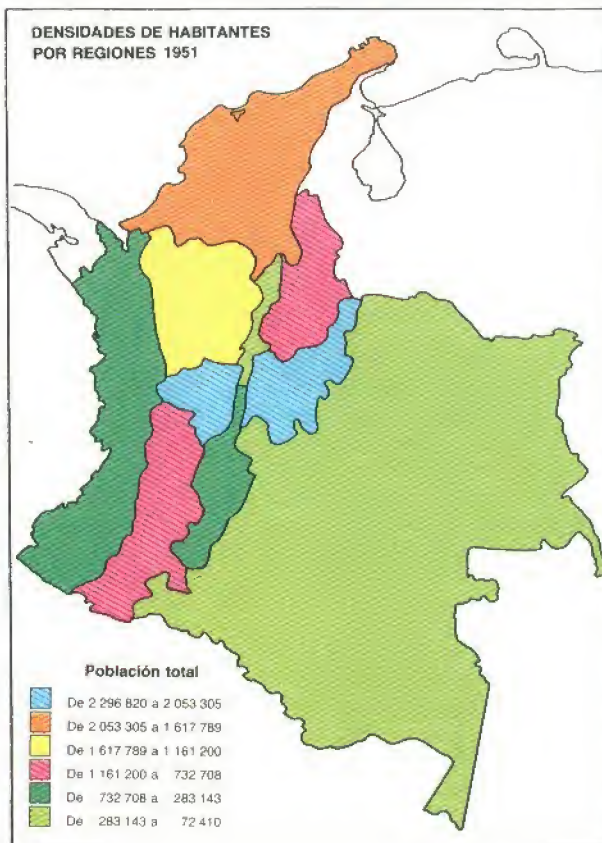 DENSIDADES DE HABITANTES
POR REGIONES 1951
Población total
De 2 296 820 a 2 053 305
De 2 053 305 a 1 617 789
De 1 617 789 a 1 161 200
De 1 161 200 a 732 708
De 732 708 a 283 143
De 283 143 a 72 410